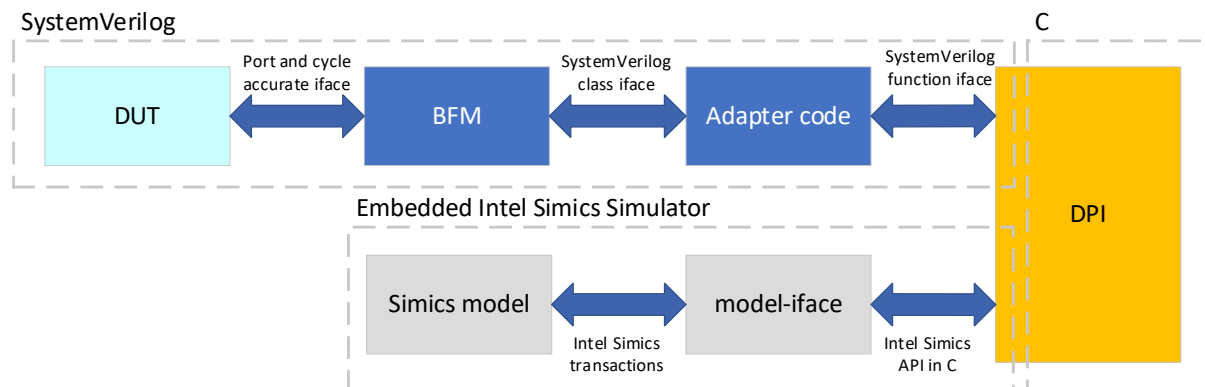 SystemVerilog
C
Port and cycle
accurate iface
SystemVerilog
class iface
SystemVerilog
function iface
DUT
BFM
Adapter code
DPI
Embedded Intel Simics Simulator
Simics model
model-iface
Intel Simics
transactions
Intel Simics
API in C